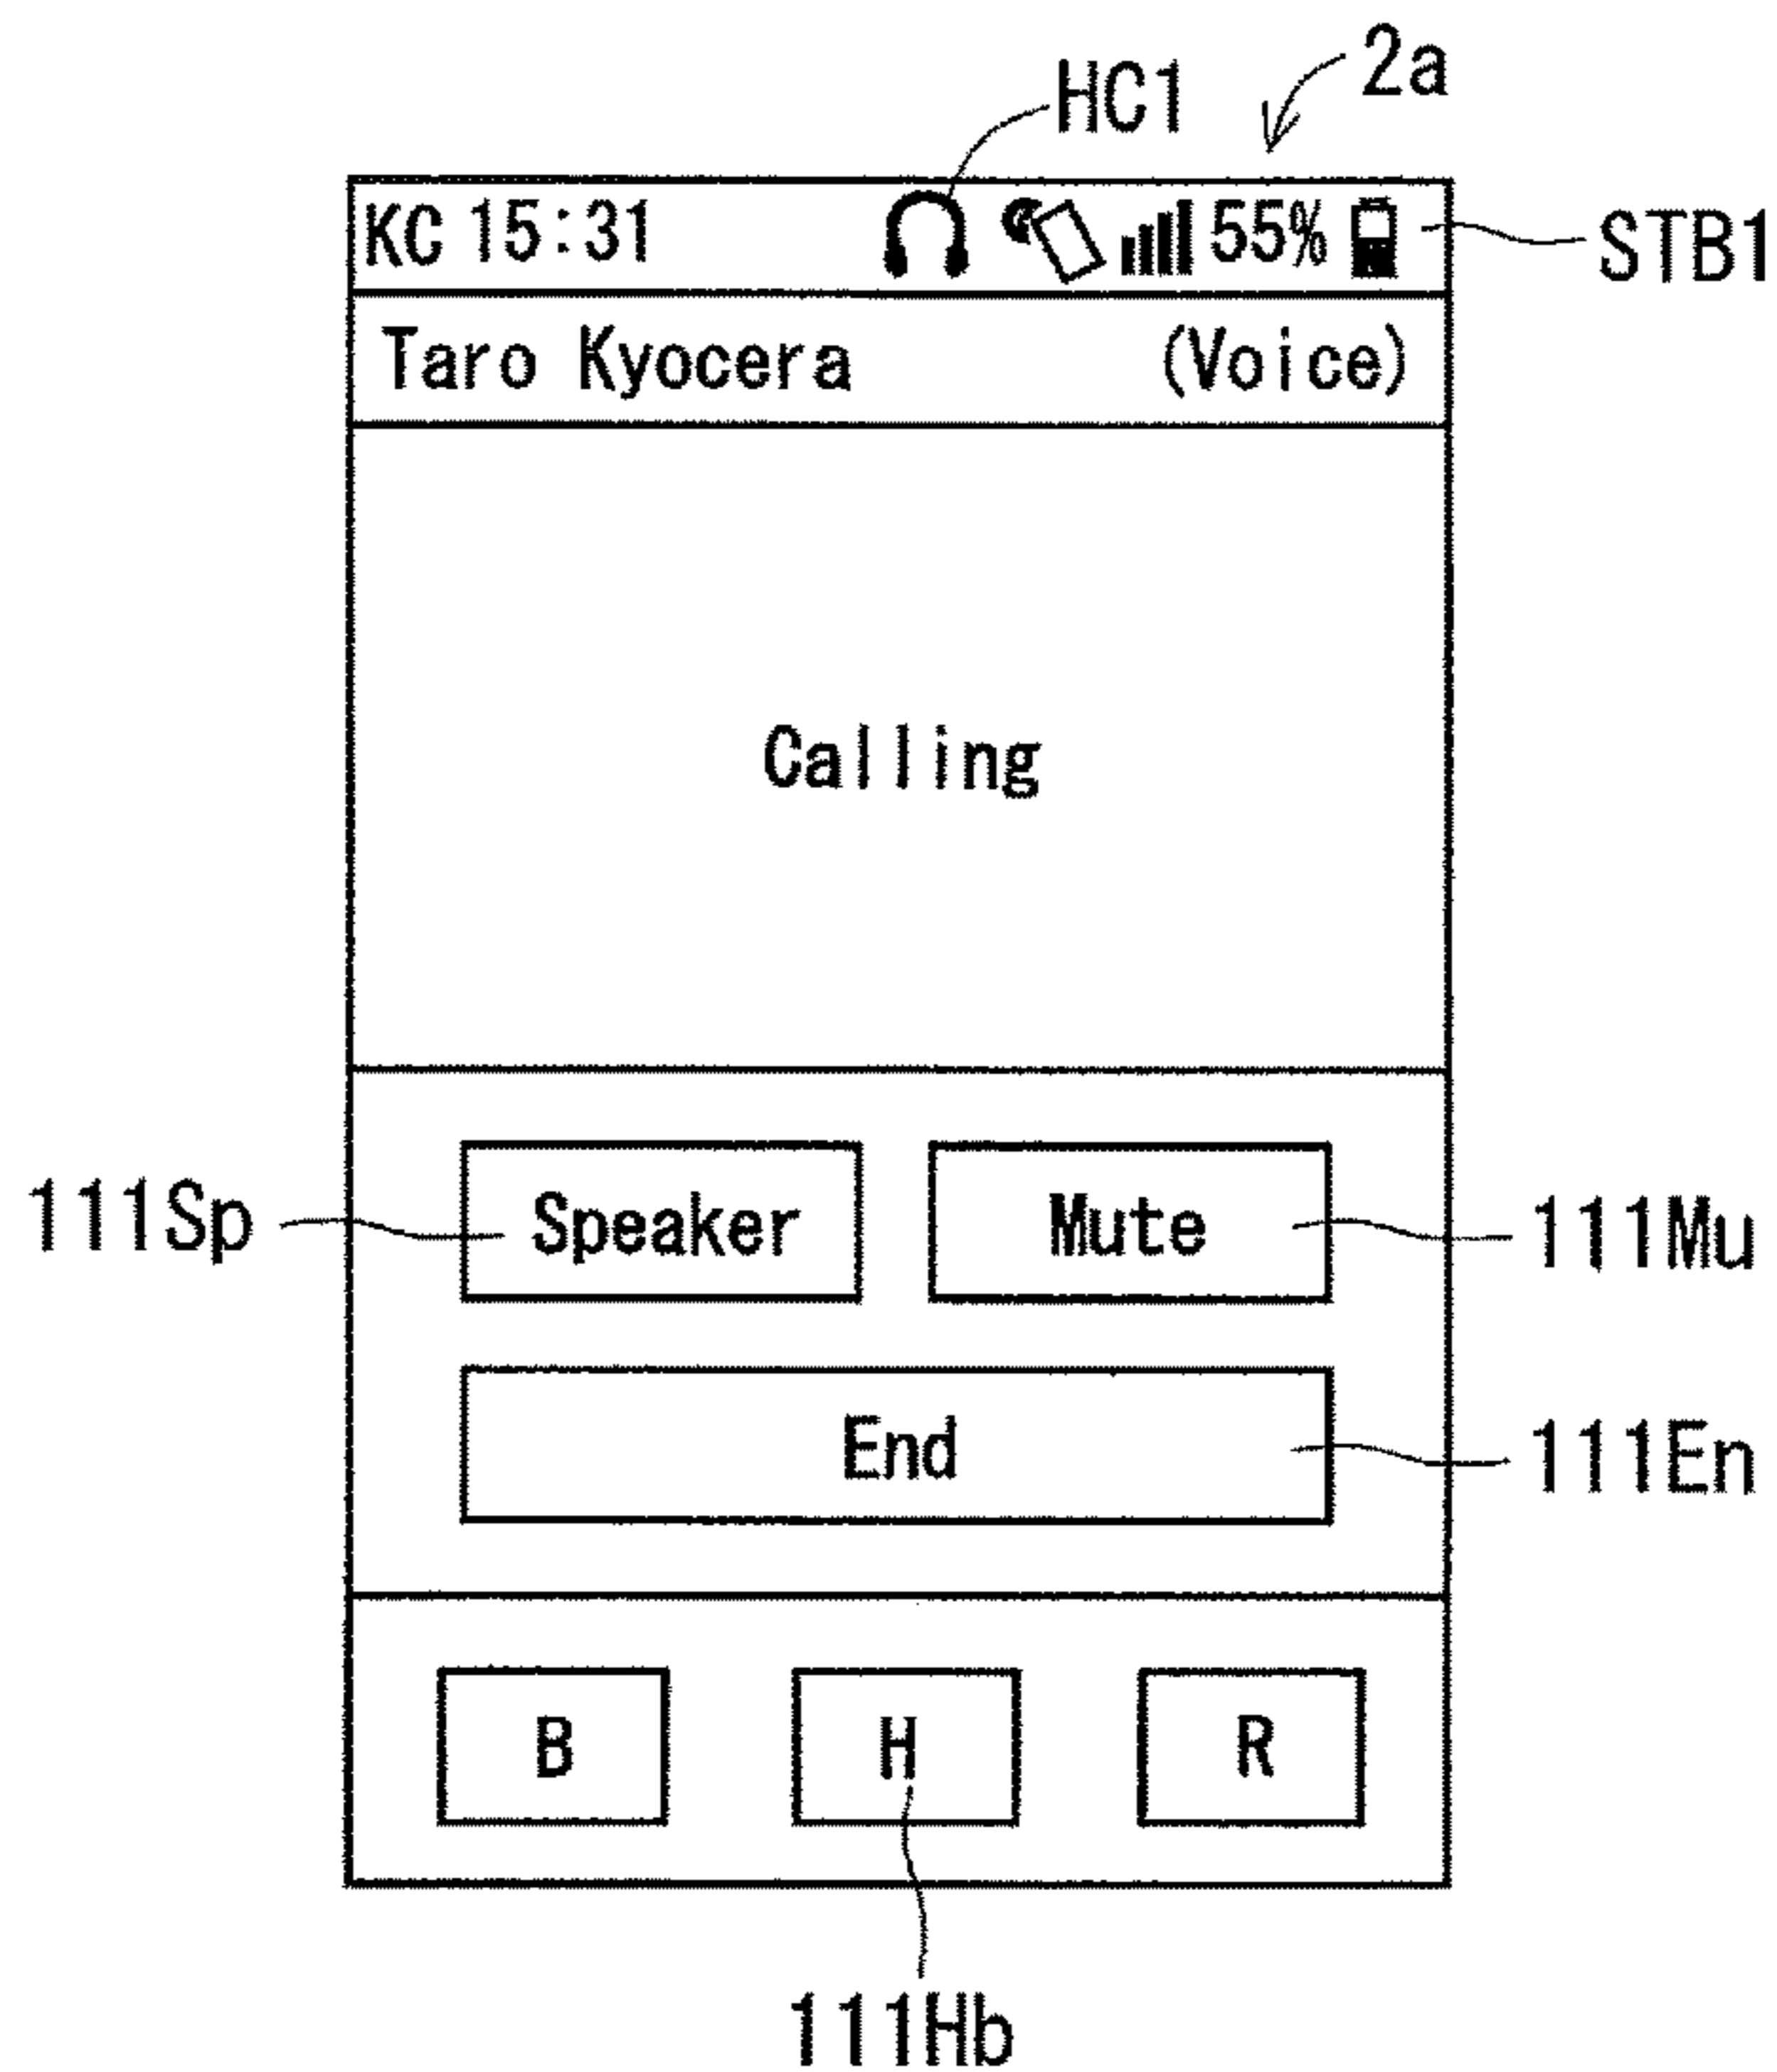 2a
HC1
KC 15:31 55%
STB1
Taro Kyocera (Voice)
Calling
111Sp Speaker Mute 111Mu
End 111En
B H R
111Hb